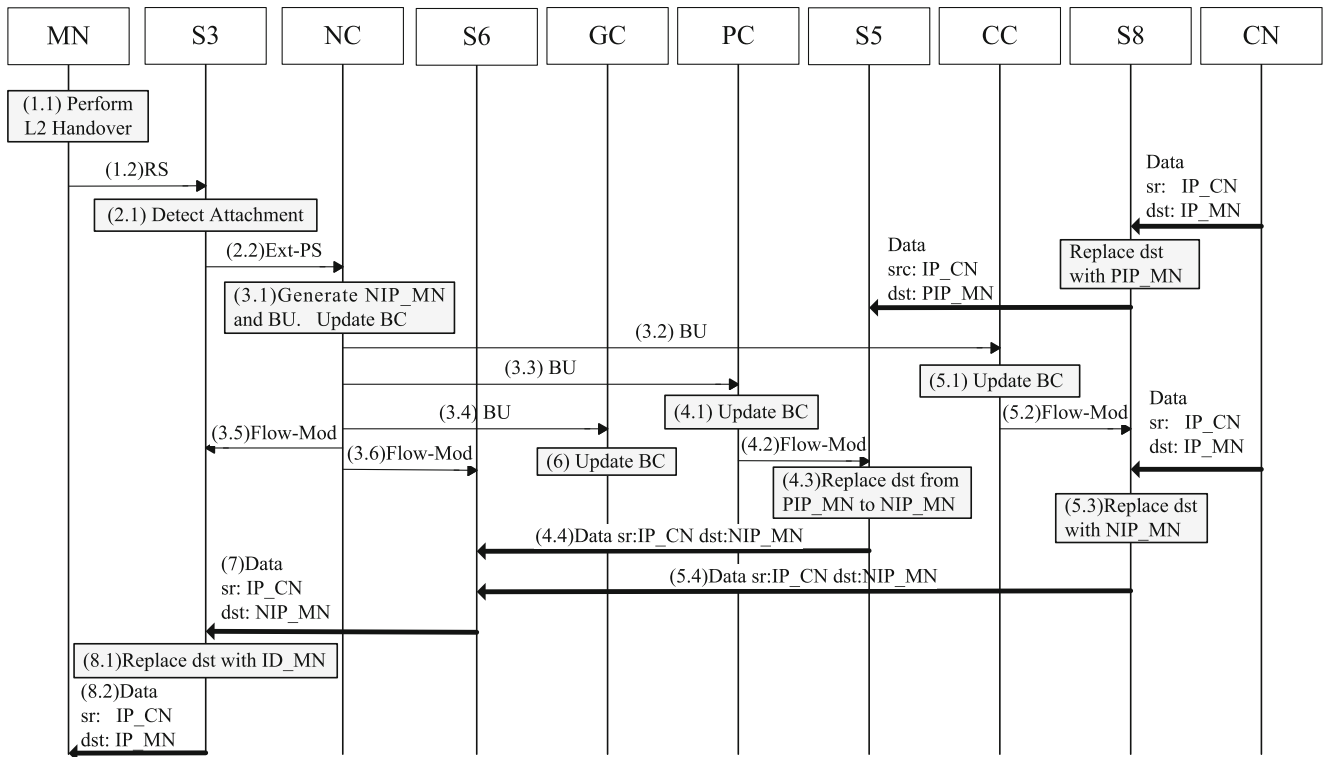 MN S3 NC S6 GC PC S5 CC S8 CN
(1.1) Perform
L2 Handover
(1.2)RS
Data
sr: IP_CN
dst: IP_MN
(2.1) Detect Attachment
(2.2)Ext-PS
Data
src: IP_CN
dst: PIP_MN
Replace dst
with PIP_MN
(3.1)Generate NIP_MN
and BU. Update BC
(3.2) BU
(3.3) BU
(5.1) Update BC
(3.4) BU
(4.1) Update BC
(5.2)Flow-Mod
Data
sr: IP_CN
dst: IP_MN
(3.5)Flow-Mod
(3.6)Flow-Mod
(6) Update BC
(4.2)Flow-Mod
(4.3)Replace dst from
PIP_MN to NIP_MN
(5.3)Replace dst
with NIP_MN
(4.4)Data sr:IP_CN dst:NIP_MN
(5.4)Data sr:IP_CN dst:NIP_MN
(7)Data
sr: IP_CN
dst: NIP_MN
(8.1)Replace dst with ID_MN
(8.2)Data
sr: IP_CN
dst: IP_MN